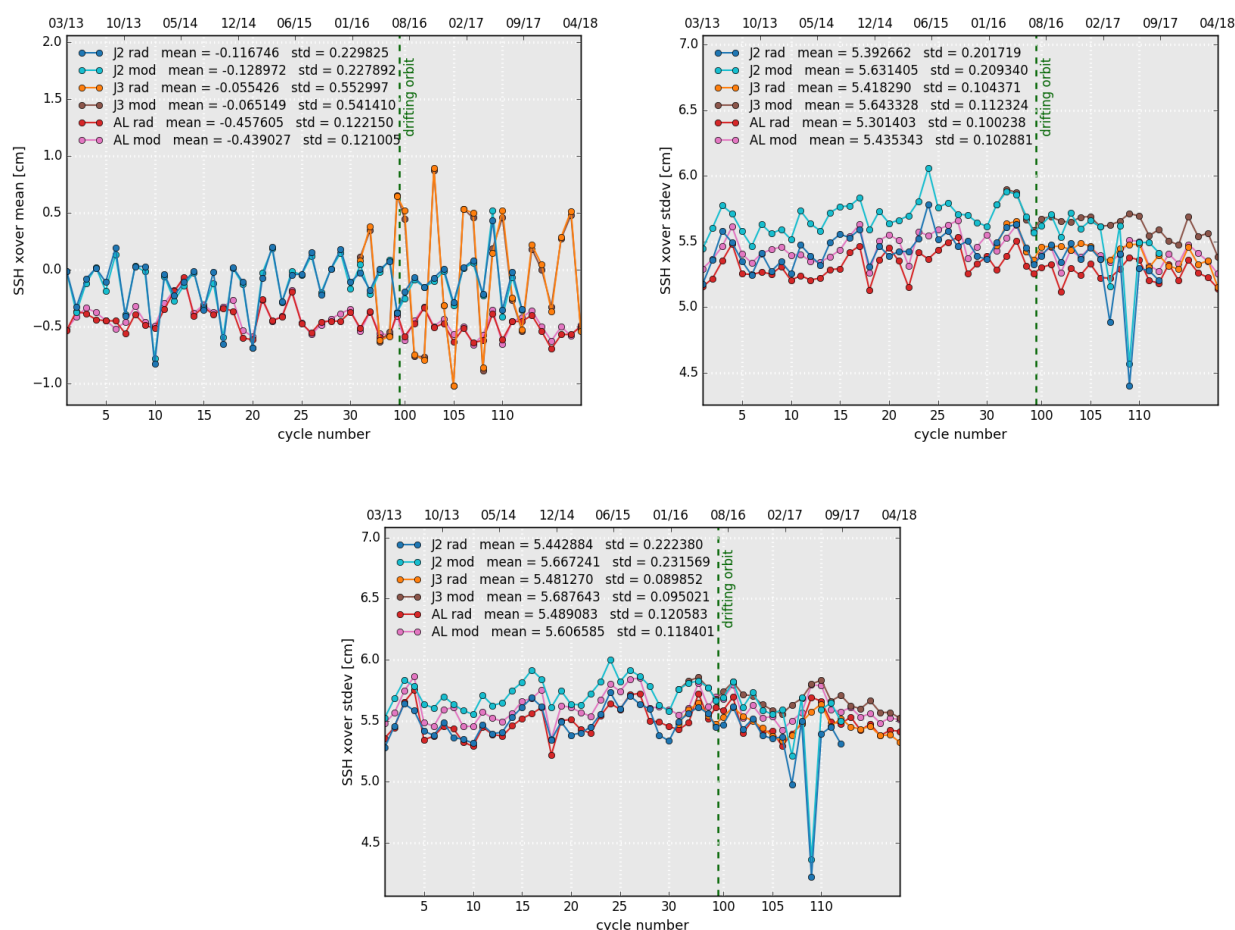 03/13 10/13 05/14 12/14 06/15 01/16 08/16 02/17 09/17 04/18
2.0
1.5
1.0
0.5
0.0
−0.5
−1.0
SSH xover mean [cm]
J2 rad mean = -0.116746 std = 0.229825
J2 mod mean = -0.128972 std = 0.227892
J3 rad mean = -0.055426 std = 0.552997
J3 mod mean = -0.065149 std = 0.541410
AL rad mean = -0.457605 std = 0.122150
AL mod mean = -0.439027 std = 0.121005
drifting orbit
5 10 15 20 30 100 105 110
cycle number
03/13 10/13 05/14 12/14 06/15 01/16 08/16 02/17 09/17 04/18
7.0
6.5
6.0
5.5
5.0
4.5
SSH xover stdev [cm]
J2 rad mean = 5.392662 std = 0.201719
J2 mod mean = 5.631405 std = 0.209340
J3 rad mean = 5.418290 std = 0.104371
J3 mod mean = 5.643328 std = 0.112324
AL rad mean = 5.301403 std = 0.100238
AL mod mean = 5.435343 std = 0.102881
drifting orbit
5 10 15 20 25 30 100 105 110
cycle number
03/13 10/13 05/14 12/14 06/15 01/16 08/16 02/17 09/17 04/18
7.0
6.5
6.0
5.5
5.0
4.5
SSH xover stdev [cm]
J2 rad mean = 5.442884 std = 0.222380
J2 mod mean = 5.667241 std = 0.231569
J3 rad mean = 5.481270 std = 0.089852
J3 mod mean = 5.687643 std = 0.095021
AL rad mean = 5.489083 std = 0.120583
AL mod mean = 5.606585 std = 0.118401
drifting orbit
5 10 15 20 25 30 100 105 110
cycle number